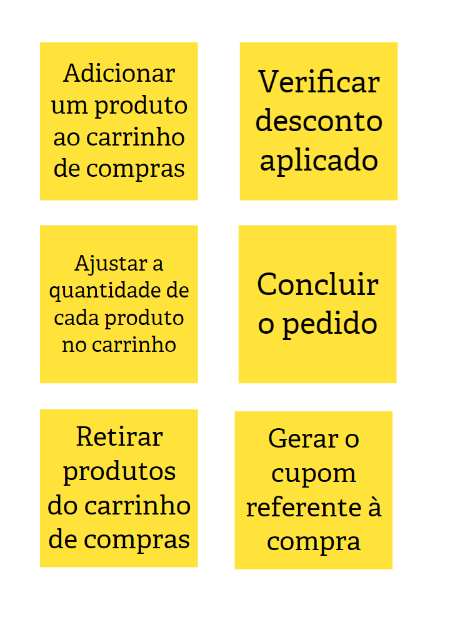 Adicionar
um produto
ao carrinho
de compras
Verificar
desconto
aplicado
Ajustar a
quantidade de
cada produto
no carrinho
Concluir
o pedido
Retirar
produtos
do carrinho
de compras
Gerar o
cupom
referente à
compra